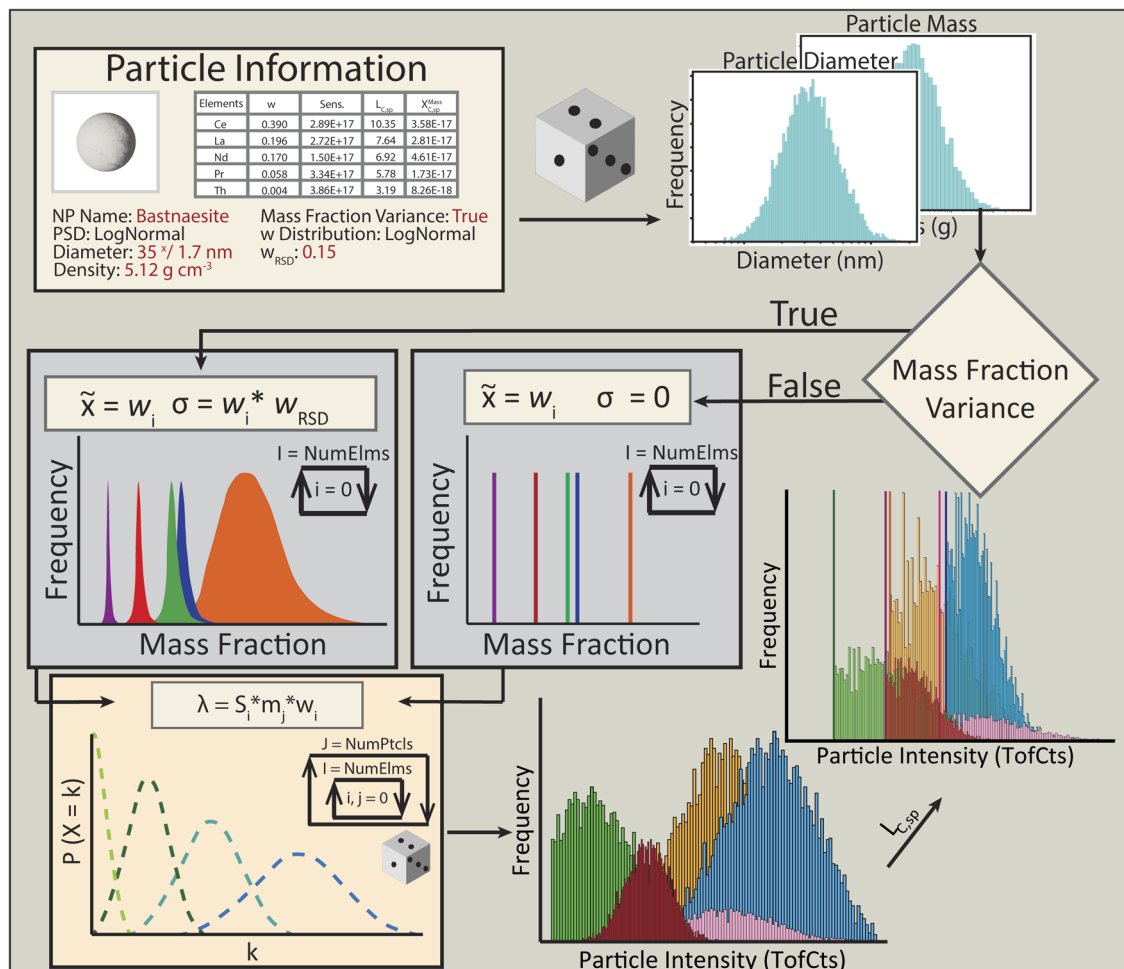 Particle Information
Elements w Sens. L_C,sp X_C,sp^Mass
Ce 0.390 2.89E+17 10.35 3.58E-17
La 0.196 2.72E+17 7.64 2.81E-17
Nd 0.170 1.50E+17 6.92 4.61E-17
Pr 0.058 3.34E+17 5.78 1.73E-17
Th 0.004 3.86E+17 3.19 8.26E-18
NP Name: Bastnaesite
PSD: LogNormal
Diameter: 35 ˣ/ 1.7 nm
Density: 5.12 g cm⁻³
Mass Fraction Variance: True
w Distribution: LogNormal
w_RSD: 0.15
Particle Mass
s (g)
Particle Diameter
Frequency
Diameter (nm)
Mass Fraction
Variance
True
False
x̃ = w_i σ = w_i* w_RSD
I = NumElms
i = 0
Frequency
Mass Fraction
x̃ = w_i σ = 0
I = NumElms
i = 0
Frequency
Mass Fraction
λ = S_i*m_j*w_i
J = NumPtcls
I = NumElms
i, j = 0
P (X = k)
k
Frequency
Particle Intensity (TofCts)
L_C,sp
Frequency
Particle Intensity (TofCts)